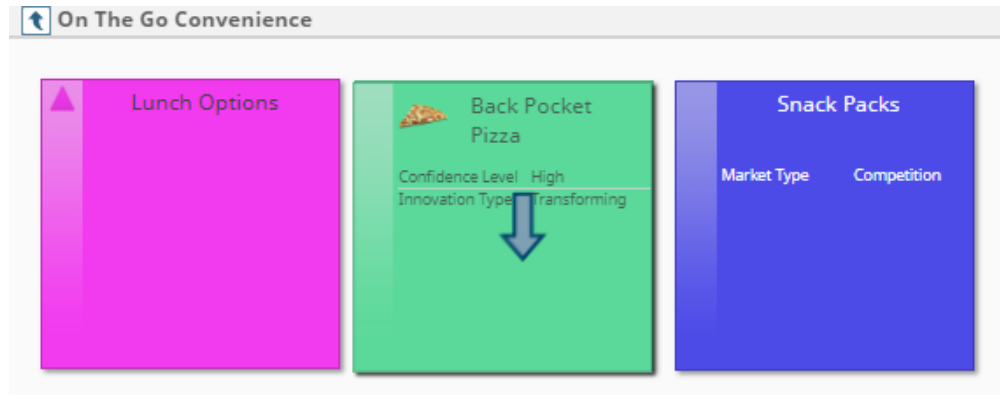 On The Go Convenience
Lunch Options
Back Pocket
Pizza
Confidence Level High
Innovation Type Transforming
Snack Packs
Market Type Competition